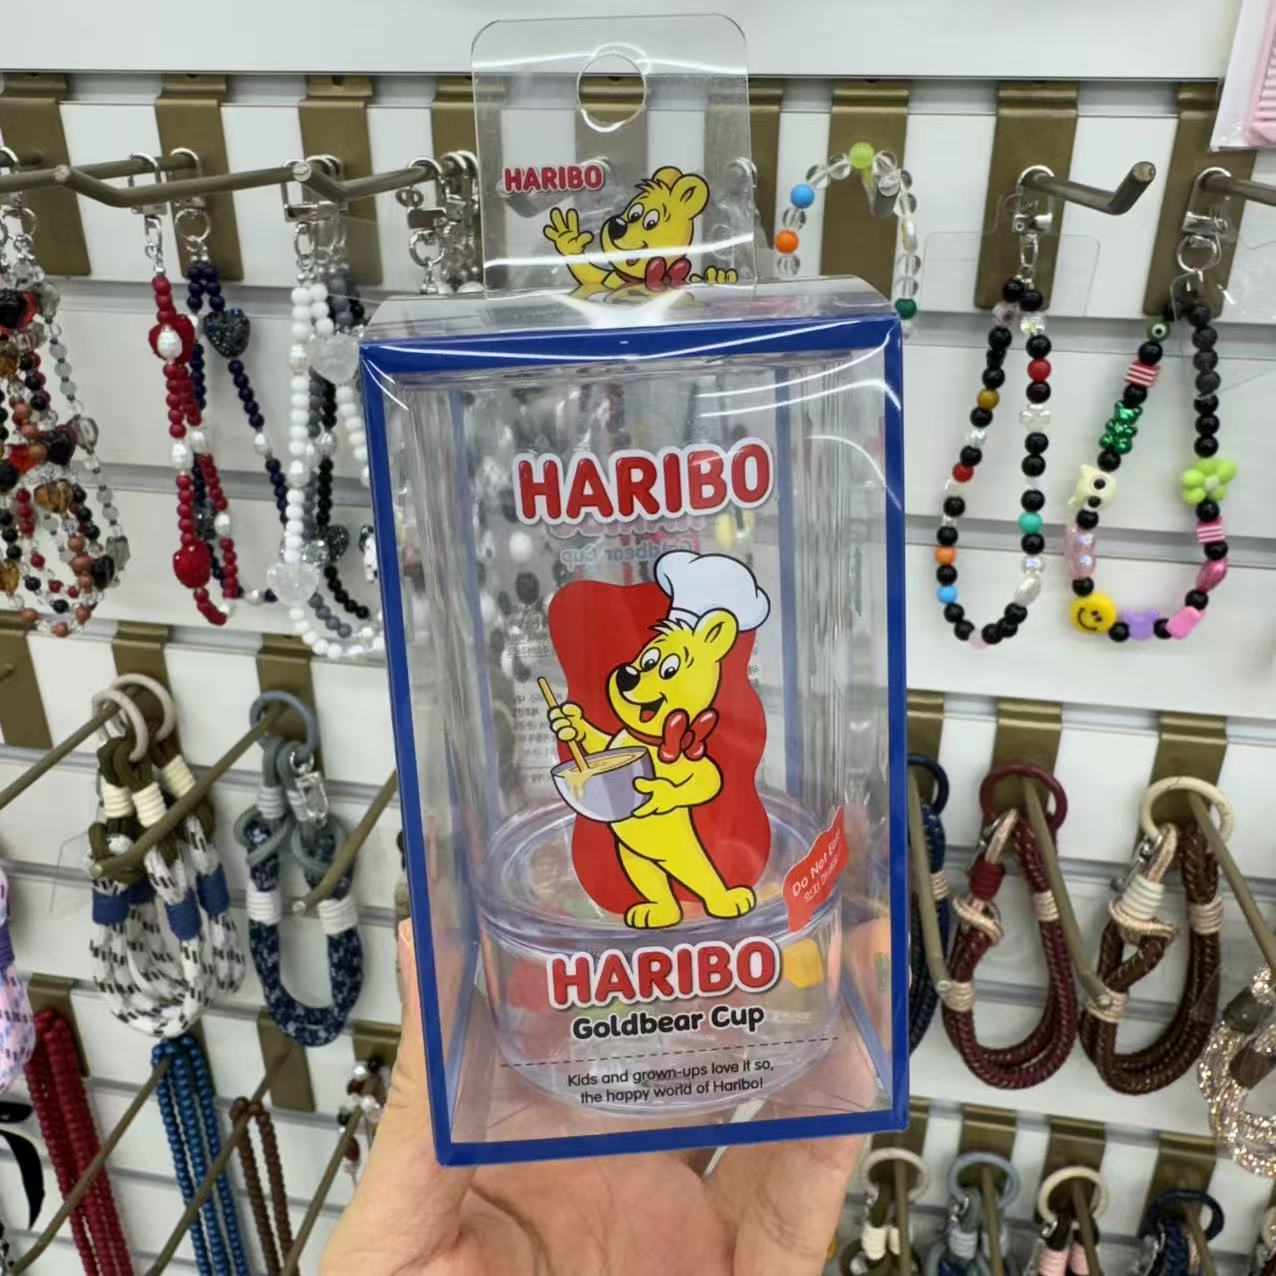 HARIBO
HARIBO
Do Not Eat!
HARIBO
Goldbear Cup
Kids and grown-ups love it so,
the happy world of Haribo!